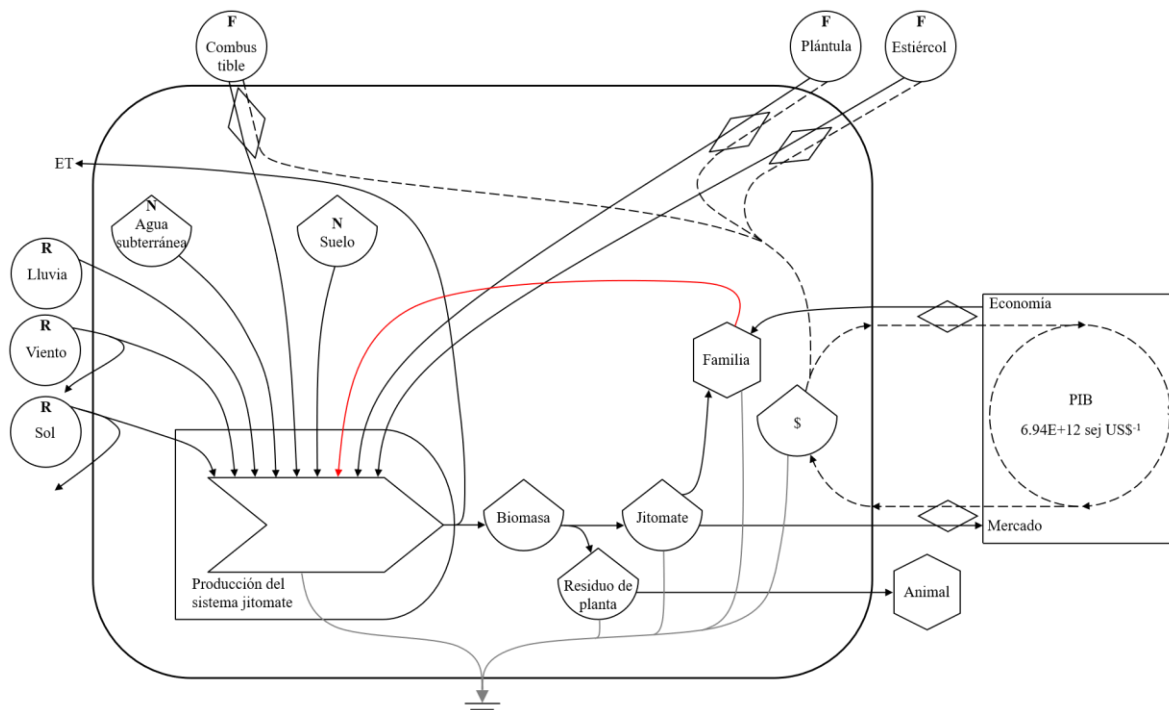 F
Combus
tible
F
Plántula
F
Estiércol
ET
N
Agua
subterránea
N
Suelo
R
Lluvia
R
Viento
R
Sol
Familia
$
Economía
PIB
6.94E+12 sej US$⁻¹
Mercado
Biomasa
Jitomate
Residuo de
planta
Animal
Producción del
sistema jitomate